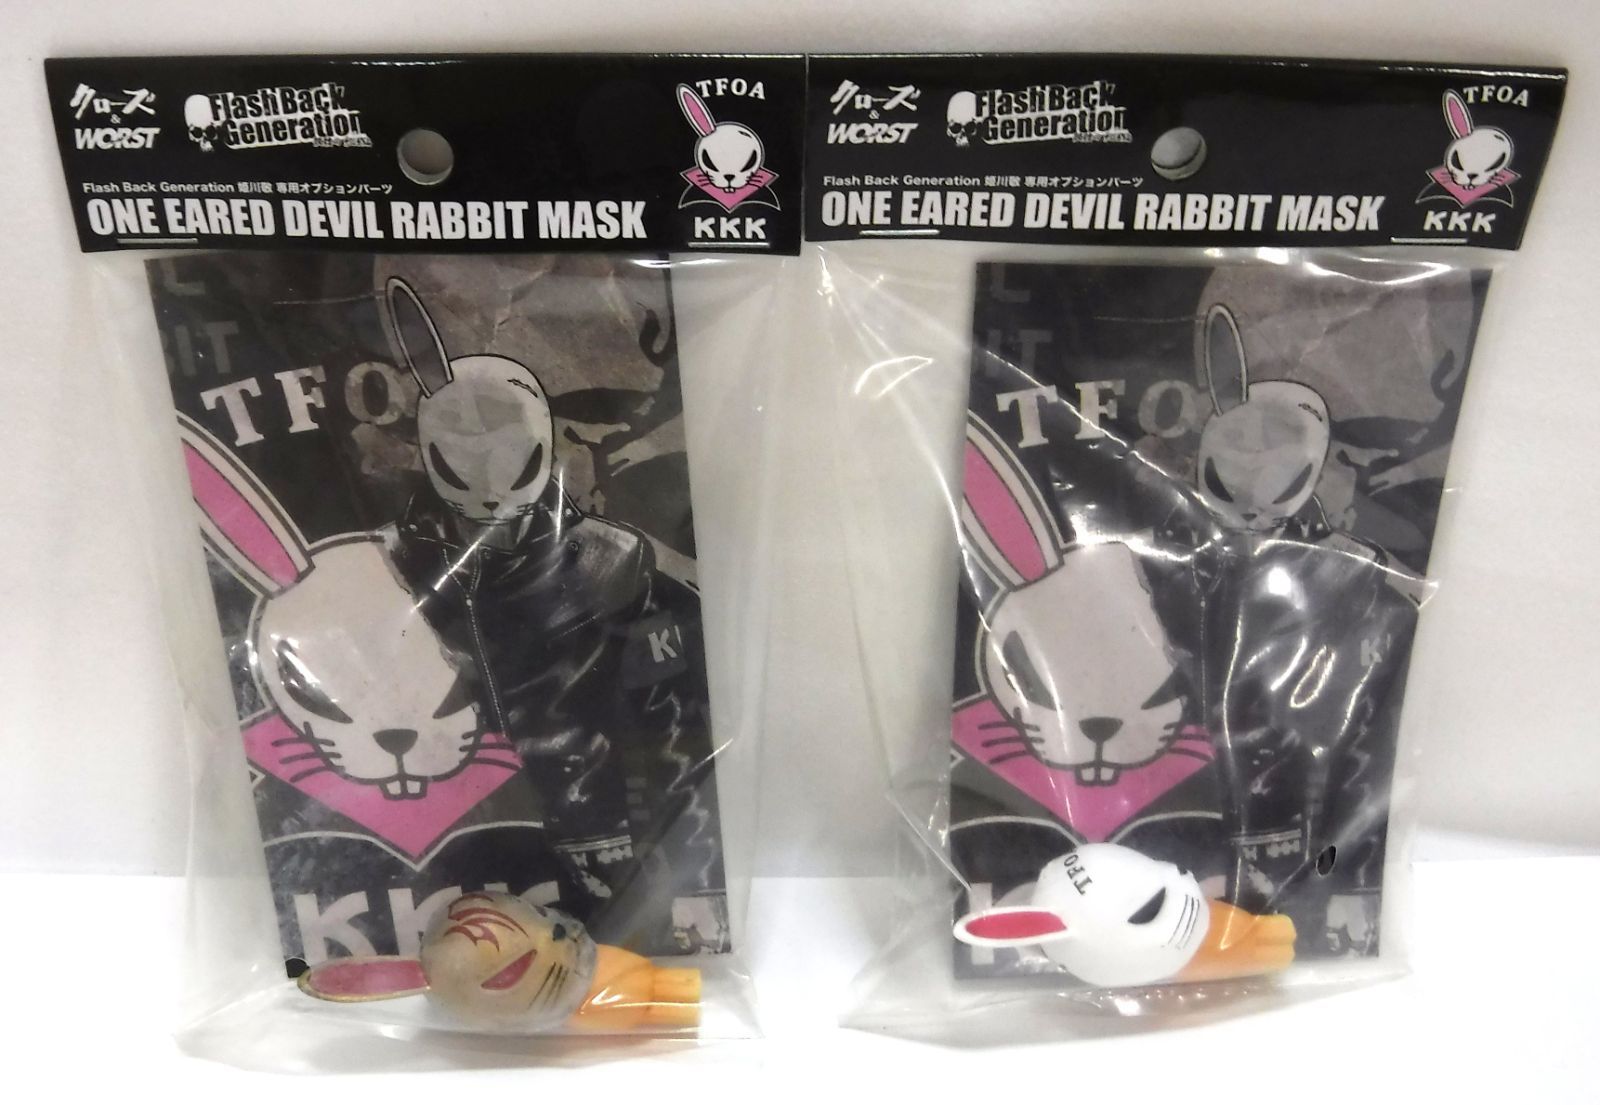 クローズ
&
WORST
FlashBack
Generation
TFOA
Flash Back Generation 姫川敬 専用オプションパーツ
ONE EARED DEVIL RABBIT MASK
KKK
TFO
K
KKK
クローズ
&
WORST
FlashBack
Generation
TFOA
Flash Back Generation 姫川敬 専用オプションパーツ
ONE EARED DEVIL RABBIT MASK
KKK
TFO
K
TFO
K